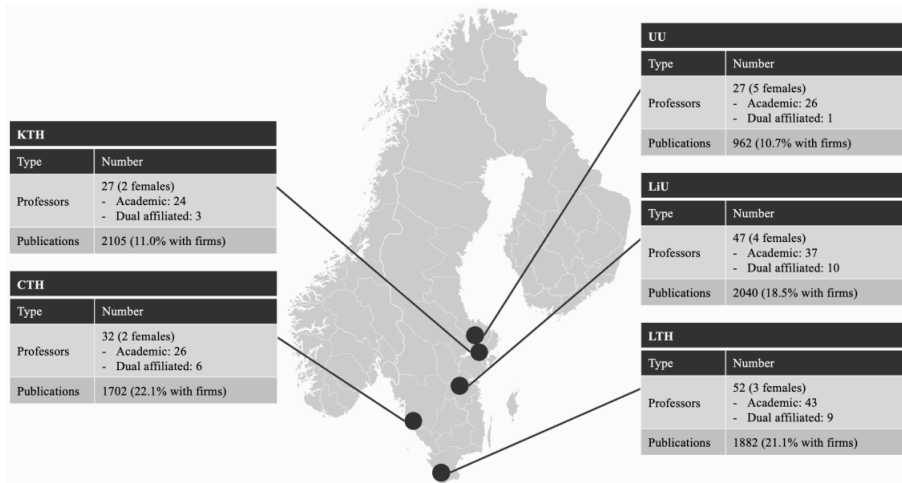 KTH
Type Number
Professors 27 (2 females)
- Academic: 24
- Dual affiliated: 3
Publications 2105 (11.0% with firms)
CTH
Type Number
Professors 32 (2 females)
- Academic: 26
- Dual affiliated: 6
Publications 1702 (22.1% with firms)
UU
Type Number
Professors 27 (5 females)
- Academic: 26
- Dual affiliated: 1
Publications 962 (10.7% with firms)
LiU
Type Number
Professors 47 (4 females)
- Academic: 37
- Dual affiliated: 10
Publications 2040 (18.5% with firms)
LTH
Type Number
Professors 52 (3 females)
- Academic: 43
- Dual affiliated: 9
Publications 1882 (21.1% with firms)